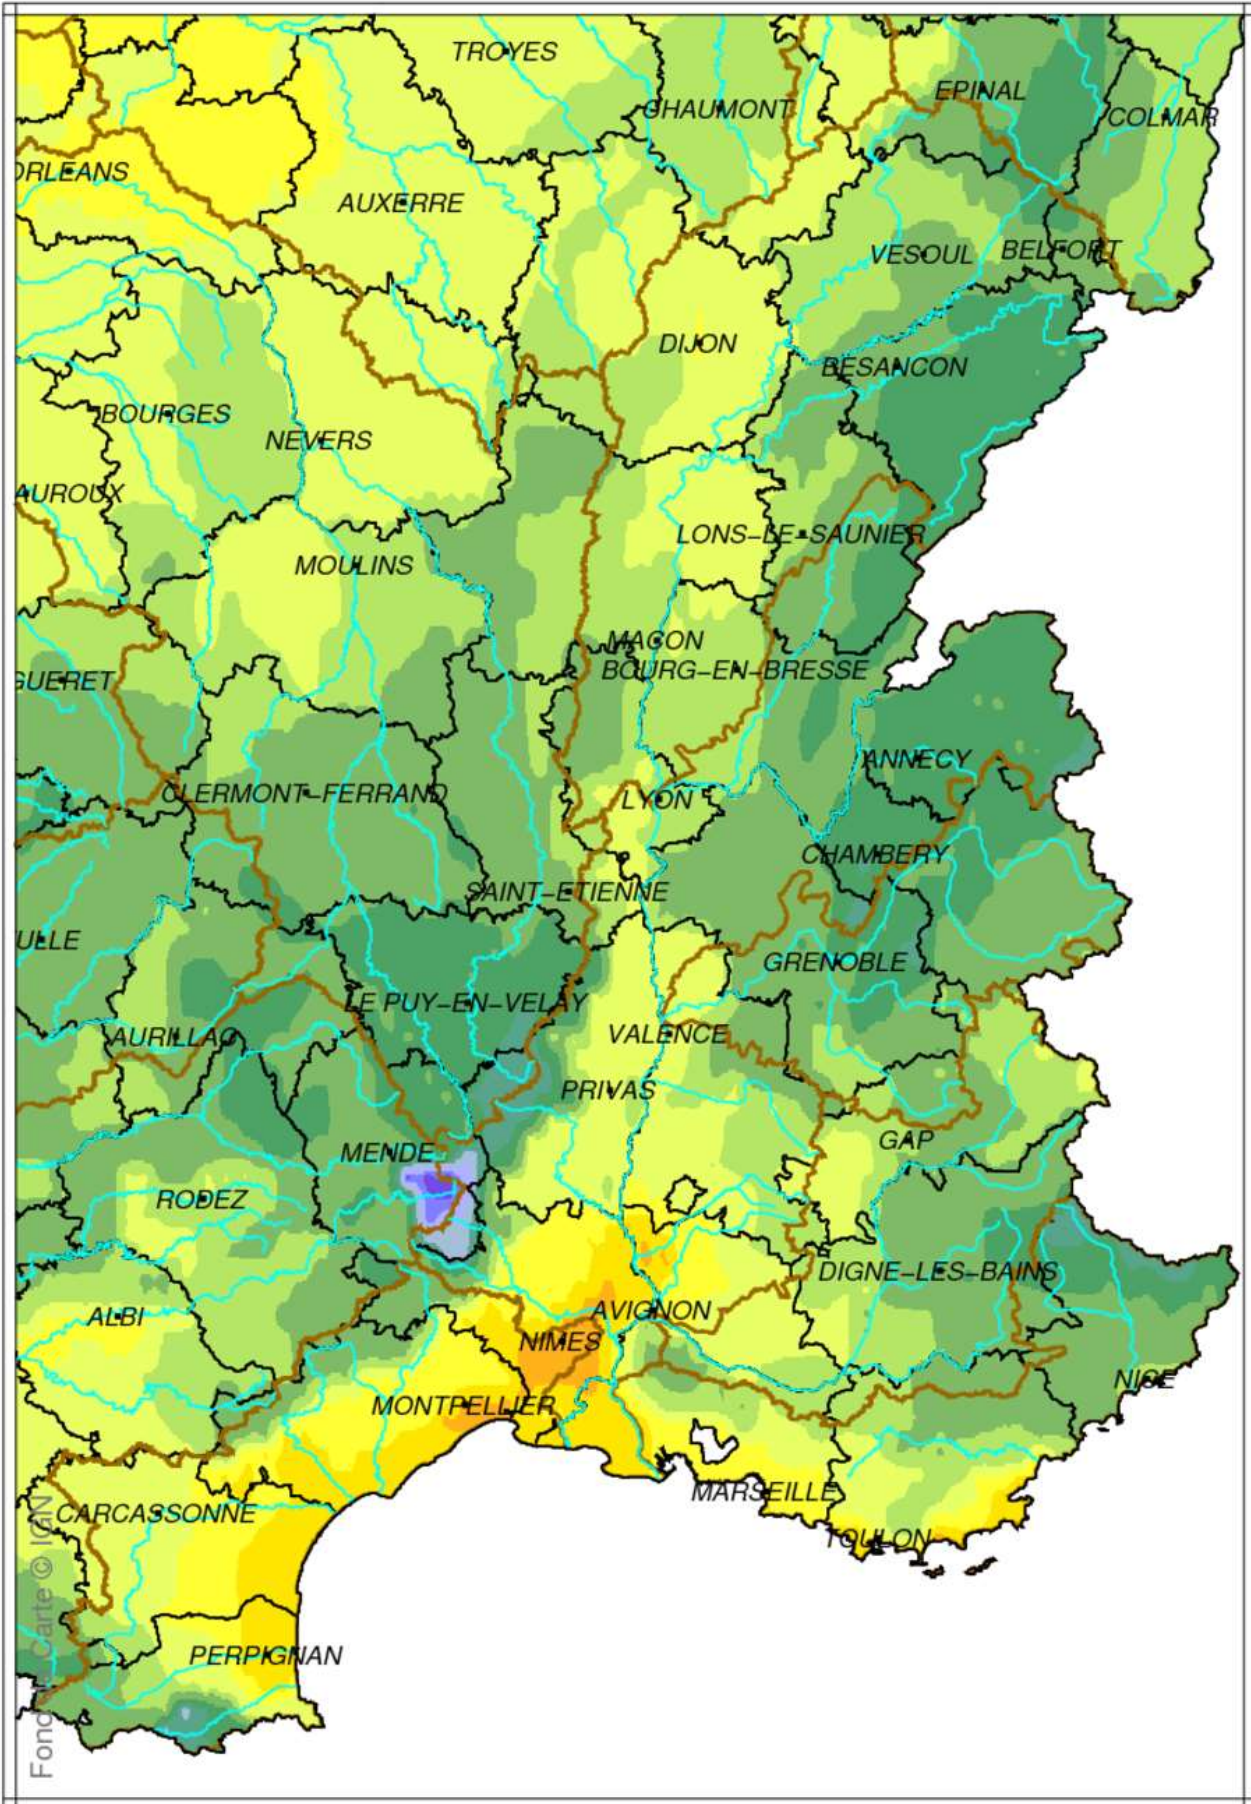 TROYES
EPINAL
CHAUMONT
COLMAR
ORLEANS
AUXERRE
VESOUL
BELFORT
DIJON
BESANCON
BOURGES
NEVERS
AUROUX
LONS-LE-SAUNIER
MOULINS
MACON
BOURG-EN-BRESSE
GUERET
ANNECY
CLERMONT-FERRAND
LYON
CHAMBERY
SAINT-ETIENNE
ULLE
GRENOBLE
LE PUY-EN-VELAY
AURILLAC
VALENCE
PRIVAS
GAP
MENDE
RODEZ
DIGNE-LES-BAINS
AVIGNON
ALBI
NIMES
NICE
MONTPELLIER
MARSEILLE
CARCASSONNE
TOULON
PERPIGNAN
Fond de Carte © IGN